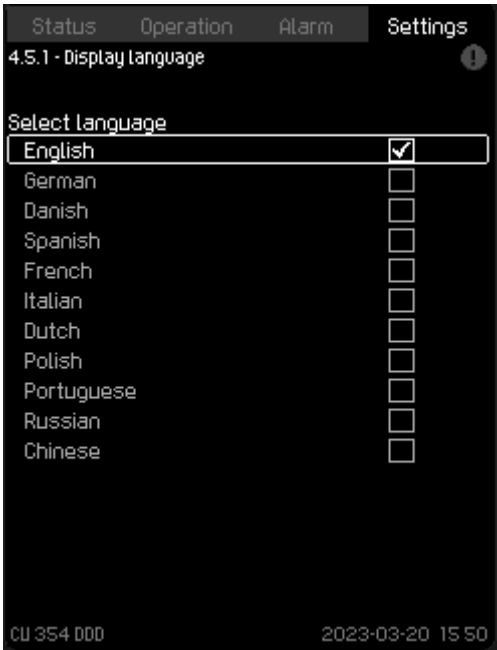 Status Operation Alarm Settings
4.5.1 - Display language
Select language
English
German
Danish
Spanish
French
Italian
Dutch
Polish
Portuguese
Russian
Chinese
CU 354 DDD 2023-03-20 15 50